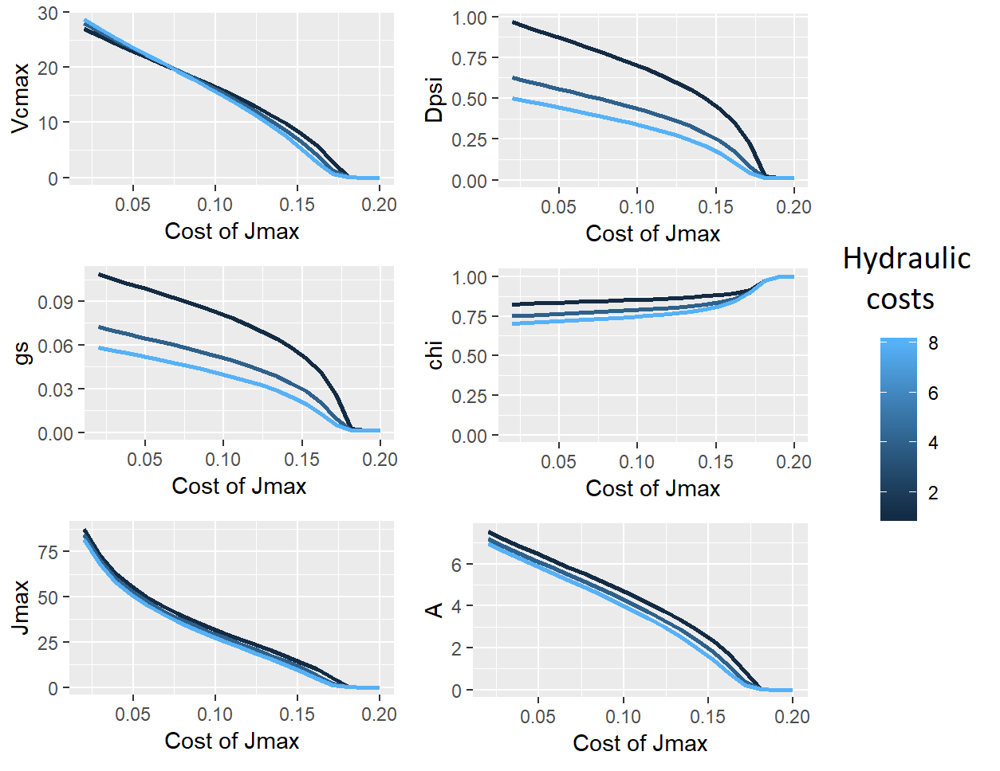 Vcmax
30
20
10
0
0.05 0.10 0.15 0.20
Cost of Jmax
Dpsi
1.00
0.75
0.50
0.25
0.00
0.05 0.10 0.15 0.20
Cost of Jmax
gs
0.09
0.06
0.03
0.00
0.05 0.10 0.15 0.20
Cost of Jmax
chi
1.00
0.75
0.50
0.25
0.00
0.05 0.10 0.15 0.20
Cost of Jmax
Jmax
75
50
25
0
0.05 0.10 0.15 0.20
Cost of Jmax
A
6
4
2
0
0.05 0.10 0.15 0.20
Cost of Jmax
Hydraulic
costs
8
6
4
2